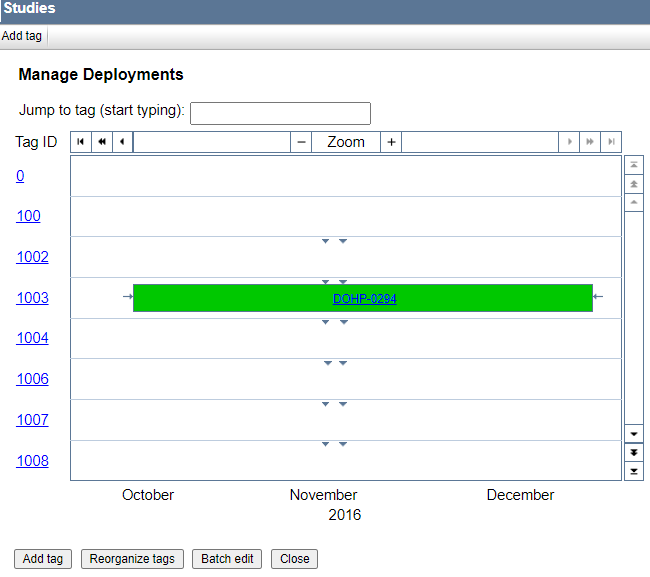 Studies
Add tag
Manage Deployments
Jump to tag (start typing):
Tag ID − Zoom +
0
100
1002
1003 DOHP-0294
1004
1006
1007
1008
October November December
2016
Add tag Reorganize tags Batch edit Close